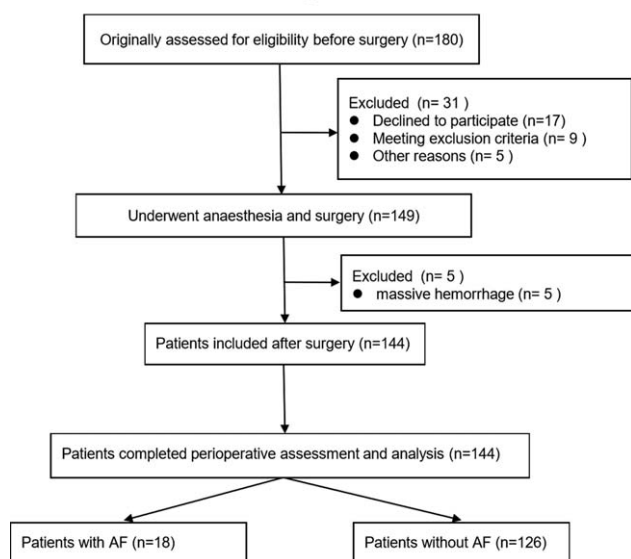 Originally assessed for eligibility before surgery (n=180)
Excluded (n= 31 )
● Declined to participate (n=17)
● Meeting exclusion criteria (n= 9 )
● Other reasons (n= 5 )
Underwent anaesthesia and surgery (n=149)
Excluded (n= 5 )
● massive hemorrhage (n= 5 )
Patients included after surgery (n=144)
Patients completed perioperative assessment and analysis (n=144)
Patients with AF (n=18)
Patients without AF (n=126)